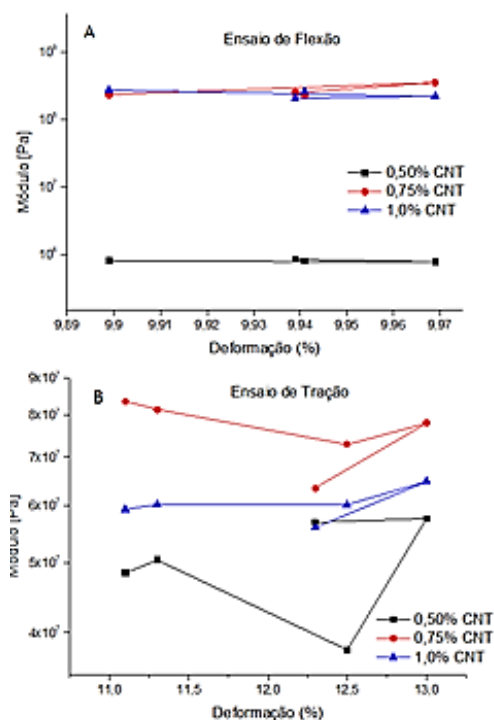 A
Ensaio de Flexão
Módulo [Pa]
10⁹
10⁸
10⁷
10⁶
0,50% CNT
0,75% CNT
1,0% CNT
9,89 9,9 9,91 9,92 9,93 9,94 9,95 9,96 9,97
Deformação (%)
B
Ensaio de Tração
Módulo [Pa]
9x10⁷
8x10⁷
7x10⁷
6x10⁷
5x10⁷
4x10⁷
0,50% CNT
0,75% CNT
1,0% CNT
11,0 11,5 12,0 12,5 13,0
Deformação (%)